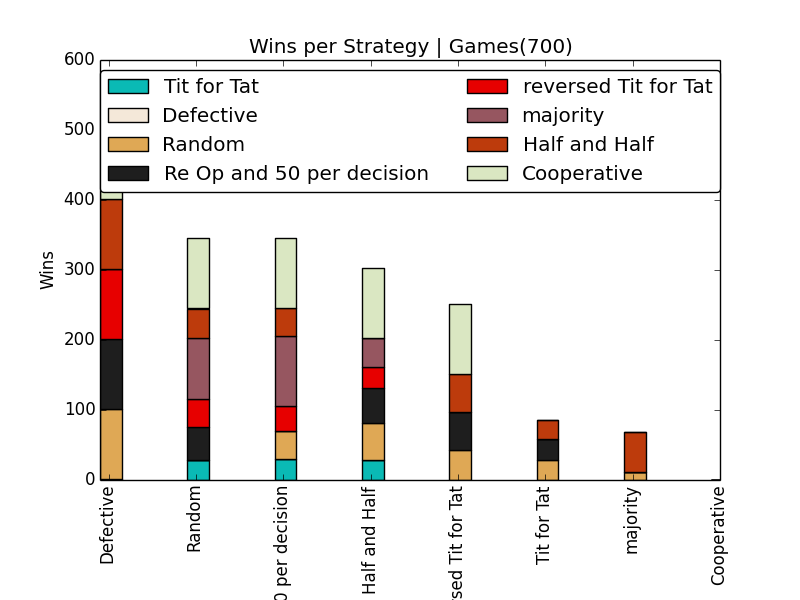 Wins per Strategy | Games(700)
600
500
400
300
200
100
0
Wins
Tit for Tat
Defective
Random
Re Op and 50 per decision
reversed Tit for Tat
majority
Half and Half
Cooperative
Defective
Random
0 per decision
Half and Half
rsed Tit for Tat
Tit for Tat
majority
Cooperative